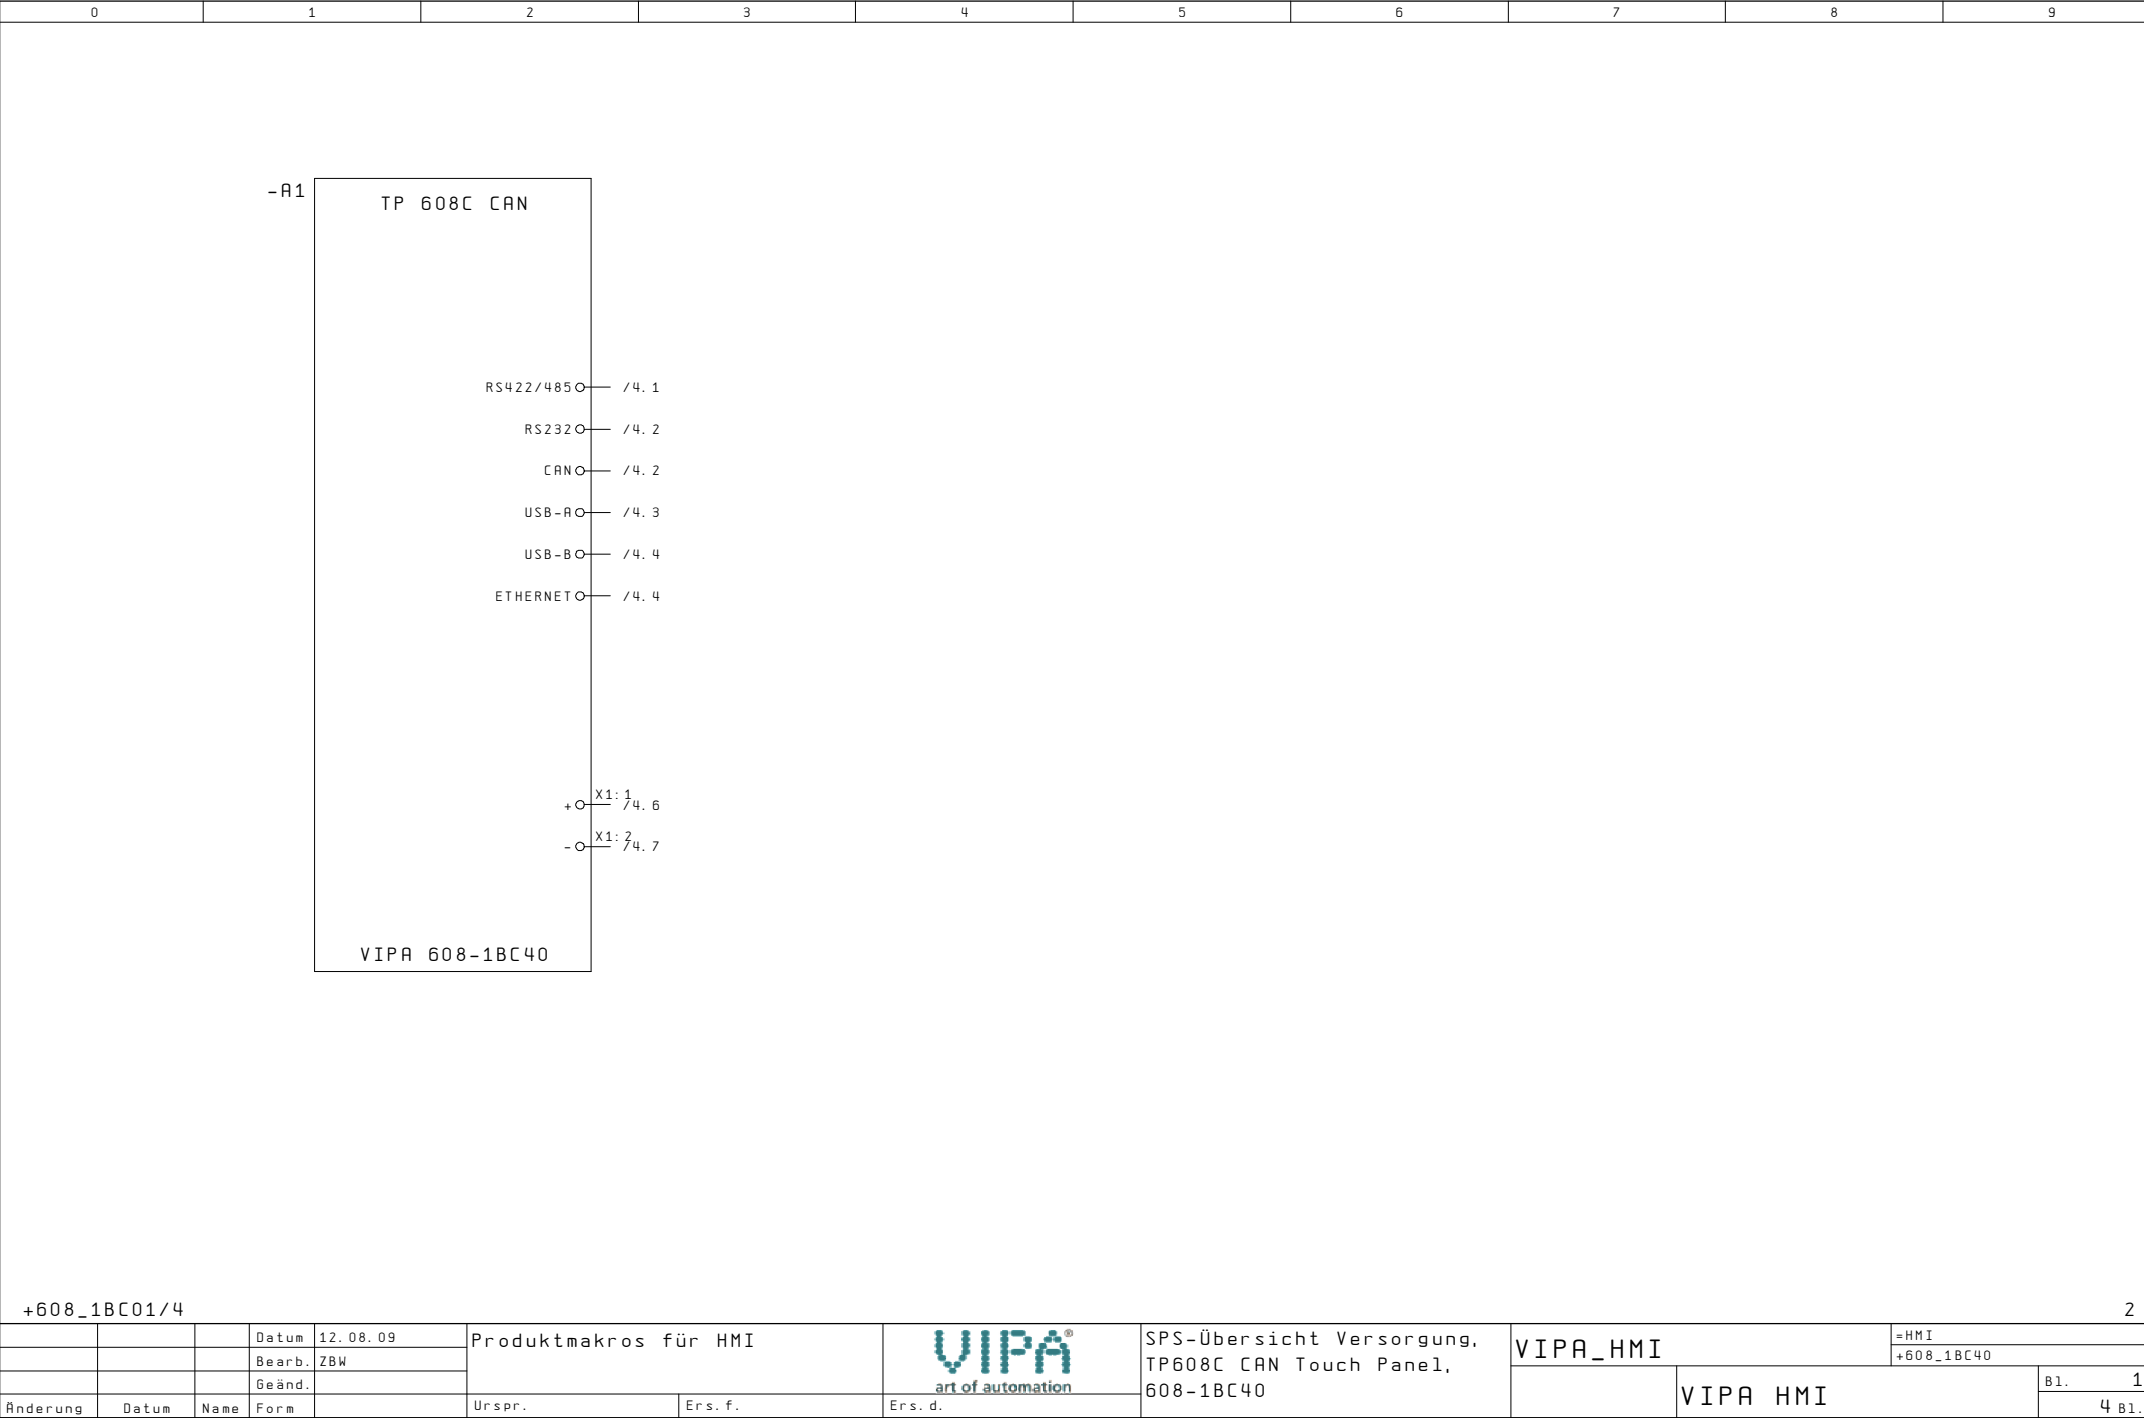 0 1 2 3 4 5 6 7 8 9
-A1
TP 608C CAN
RS422/485 /4.1
RS232 /4.2
CAN /4.2
USB-A /4.3
USB-B /4.4
ETHERNET /4.4
X1:1
+ /4.6
X1:2
- /4.7
VIPA 608-1BC40
+608_1BC01/4 2
Datum 12.08.09
Bearb. ZBW
Geänd.
Änderung Datum Name Form
Produktmakros für HMI
Urspr. Ers.f. Ers.d.
VIPA®
art of automation
SPS-Übersicht Versorgung,
TP608C CAN Touch Panel,
608-1BC40
VIPA_HMI
=HMI
+608_1BC40
VIPA HMI
Bl. 1
4 Bl.